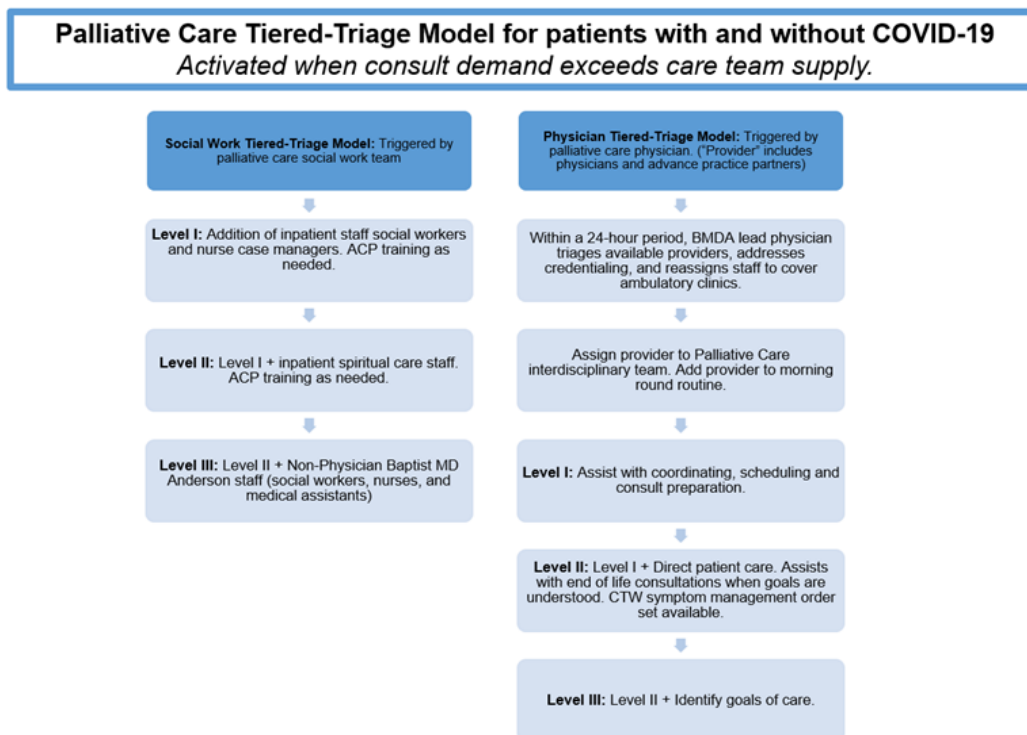 Palliative Care Tiered-Triage Model for patients with and without COVID-19
Activated when consult demand exceeds care team supply.
Social Work Tiered-Triage Model: Triggered by
palliative care social work team
Level I: Addition of inpatient staff social workers
and nurse case managers. ACP training as
needed.
Level II: Level I + inpatient spiritual care staff.
ACP training as needed.
Level III: Level II + Non-Physician Baptist MD
Anderson staff (social workers, nurses, and
medical assistants)
Physician Tiered-Triage Model: Triggered by
palliative care physician. ("Provider" includes
physicians and advance practice partners)
Within a 24-hour period, BMDA lead physician
triages available providers, addresses
credentialing, and reassigns staff to cover
ambulatory clinics.
Assign provider to Palliative Care
interdisciplinary team. Add provider to morning
round routine.
Level I: Assist with coordinating, scheduling and
consult preparation.
Level II: Level I + Direct patient care. Assists
with end of life consultations when goals are
understood. CTW symptom management order
set available.
Level III: Level II + Identify goals of care.